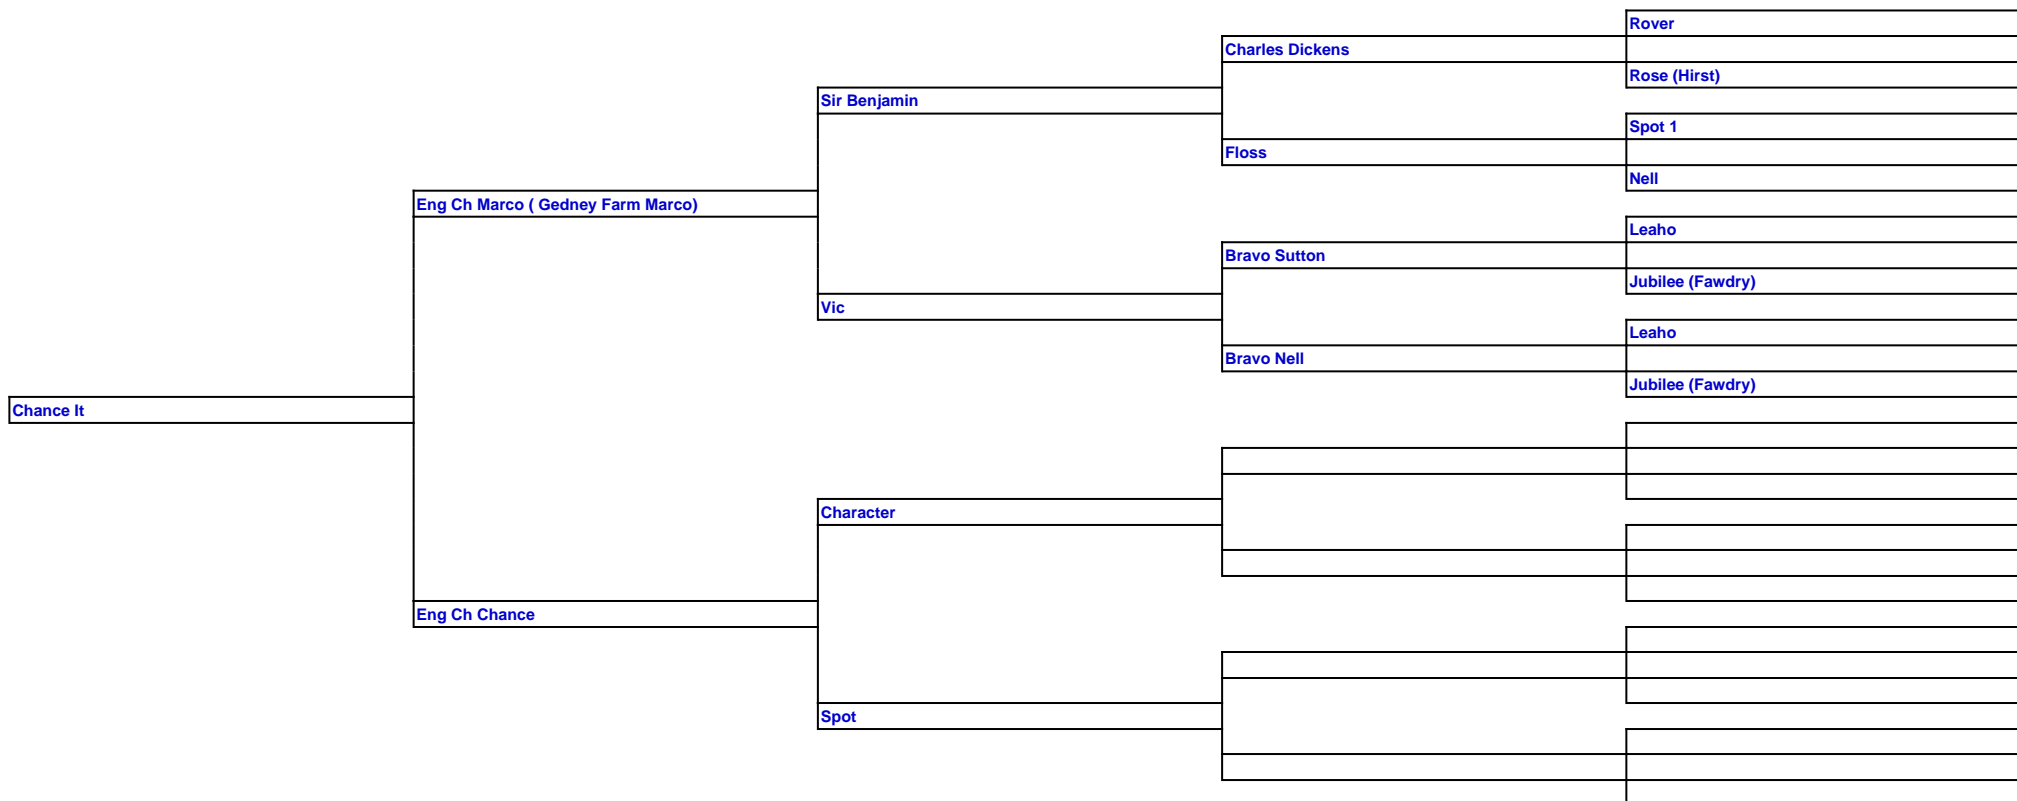 Rover
Charles Dickens
Rose (Hirst)
Sir Benjamin
Spot 1
Floss
Nell
Eng Ch Marco ( Gedney Farm Marco)
Leaho
Bravo Sutton
Jubilee (Fawdry)
Vic
Leaho
Bravo Nell
Jubilee (Fawdry)
Chance It
Character
Eng Ch Chance
Spot